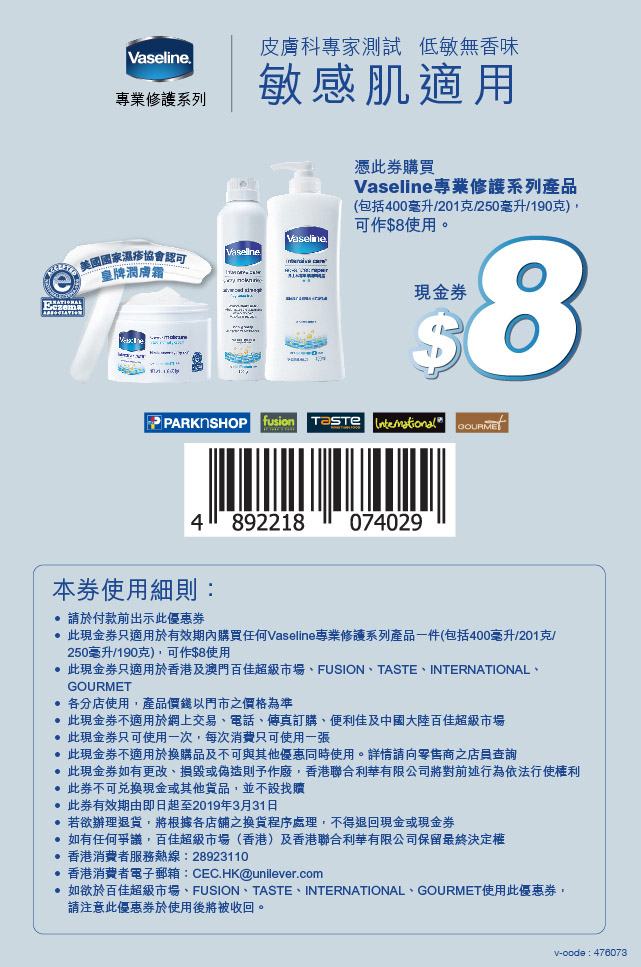 Vaseline.
專業修護系列
皮膚科專家測試 低敏無香味
敏感肌適用
憑此券購買
Vaseline專業修護系列產品
(包括400毫升/201克/250毫升/190克)，
可作$8使用。
現金券
$8
美國國家濕疹協會認可
皇牌潤膚霜
ACCEPTED
NATIONAL
Eczema
ASSOCIATION
Vaseline.
intensive care
advanced strength
Vaseline.
intensive care
Vaseline
moisture
PARKNSHOP
fusion
TaSTe
International
GOURMET
4 892218 074029
本券使用細則：
• 請於付款前出示此優惠券
• 此現金券只適用於有效期內購買任何Vaseline專業修護系列產品一件(包括400毫升/201克/
250毫升/190克)，可作$8使用
• 此現金券只適用於香港及澳門百佳超級市場、FUSION、TASTE、INTERNATIONAL、
GOURMET
• 各分店使用，產品價錢以門市之價格為準
• 此現金券不適用於網上交易、電話、傳真訂購、便利佳及中國大陸百佳超級市場
• 此現金券只可使用一次，每次消費只可使用一張
• 此現金券不適用於換購品及不可與其他優惠同時使用。詳情請向零售商之店員查詢
• 此現金券如有更改、損毀或偽造則予作廢，香港聯合利華有限公司將對前述行為依法行使權利
• 此券不可兑換現金或其他貨品，並不設找贖
• 此券有效期由即日起至2019年3月31日
• 若欲辦理退貨，將根據各店舖之換貨程序處理，不得退回現金或現金券
• 如有任何爭議，百佳超級市場（香港）及香港聯合利華有限公司保留最終決定權
• 香港消費者服務熱線：28923110
• 香港消費者電子郵箱：CEC.HK@unilever.com
• 如欲於百佳超級市場、FUSION、TASTE、INTERNATIONAL、GOURMET使用此優惠券，
請注意此優惠券於使用後將被收回。
v-code : 476073